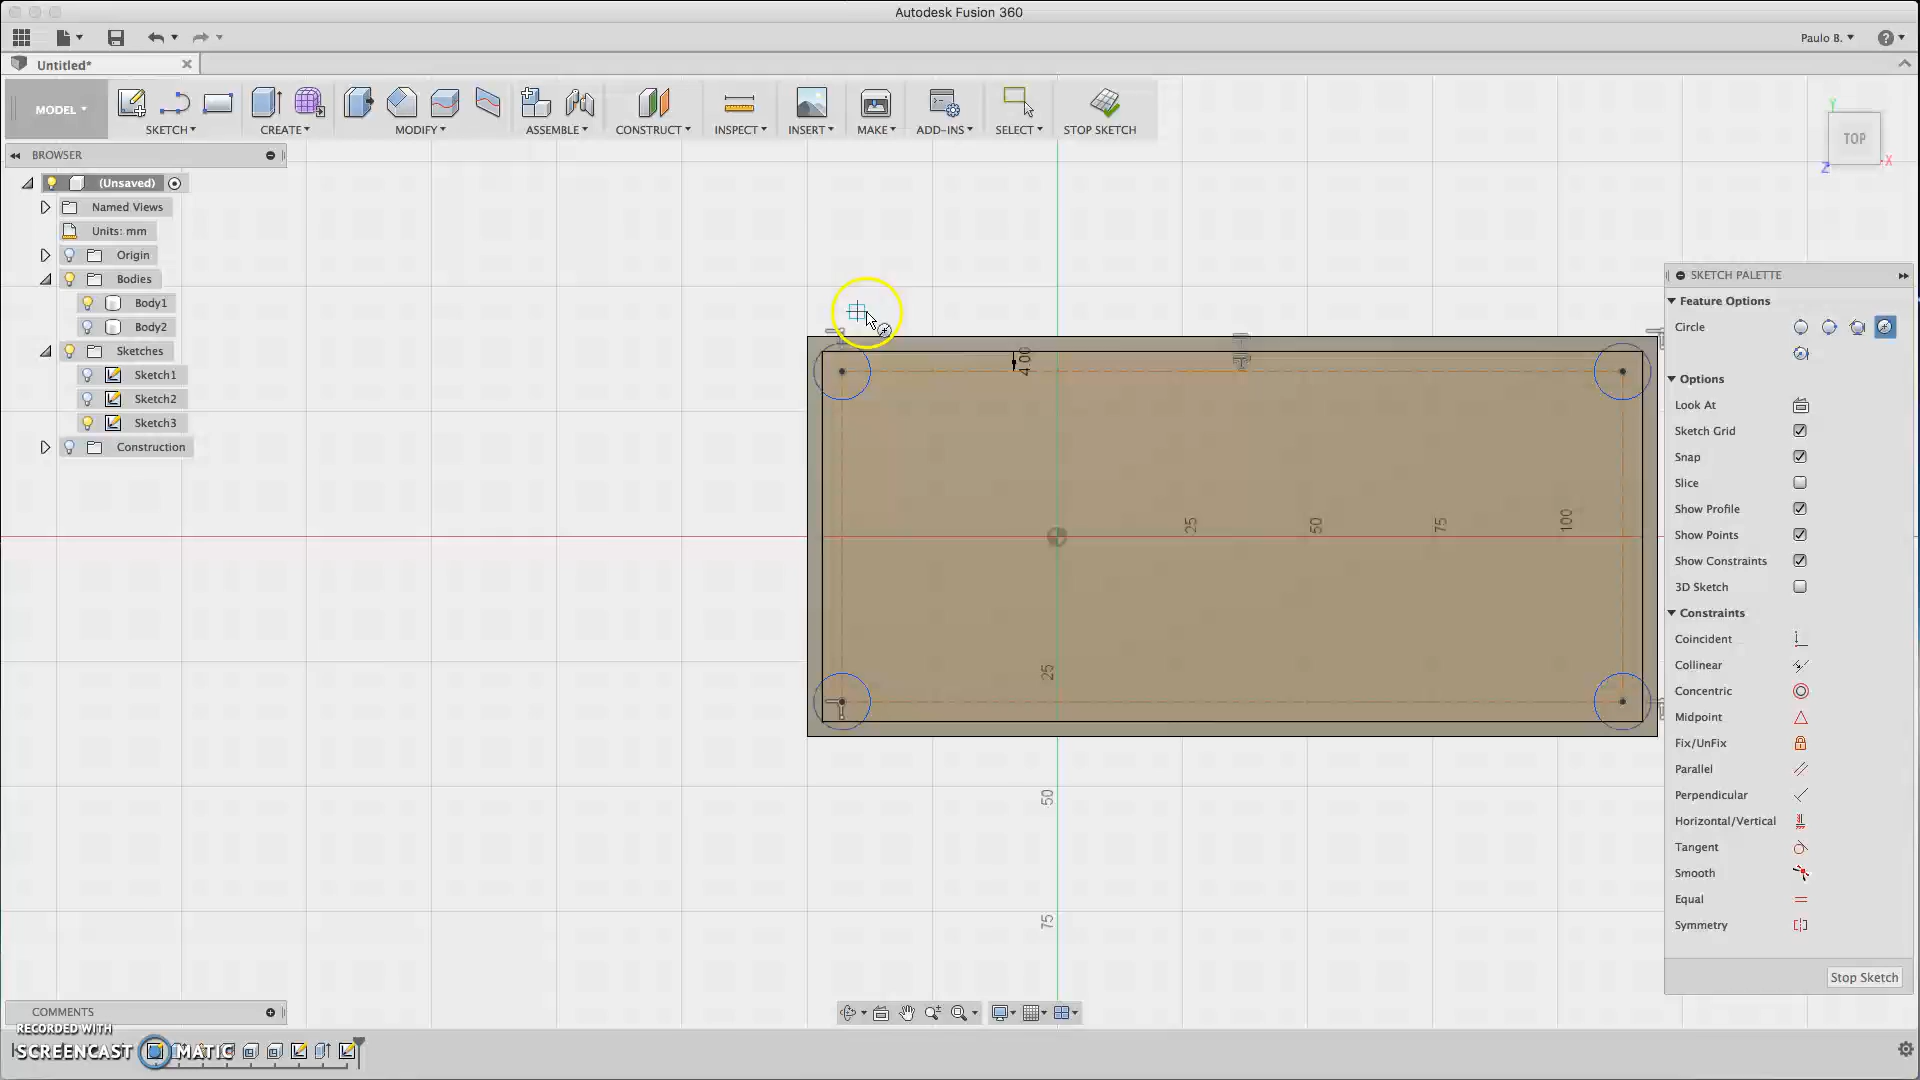 Autodesk Fusion 360
Paulo B.
Untitled*
MODEL
SKETCH
CREATE
MODIFY
ASSEMBLE
CONSTRUCT
INSPECT
INSERT
MAKE
ADD-INS
SELECT
STOP SKETCH
TOP
Y
X
Z
BROWSER
(Unsaved)
Named Views
Units: mm
Origin
Bodies
Body1
Body2
Sketches
Sketch1
Sketch2
Sketch3
Construction
4.00
25
50
75
100
25
50
75
SKETCH PALETTE
Feature Options
Circle
Options
Look At
Sketch Grid
Snap
Slice
Show Profile
Show Points
Show Constraints
3D Sketch
Constraints
Coincident
Collinear
Concentric
Midpoint
Fix/UnFix
Parallel
Perpendicular
Horizontal/Vertical
Tangent
Smooth
Equal
Symmetry
Stop Sketch
COMMENTS
RECORDED WITH
SCREENCAST MATIC